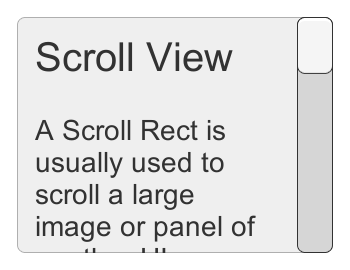 Scroll View
A Scroll Rect is
usually used to
scroll a large
image or panel of